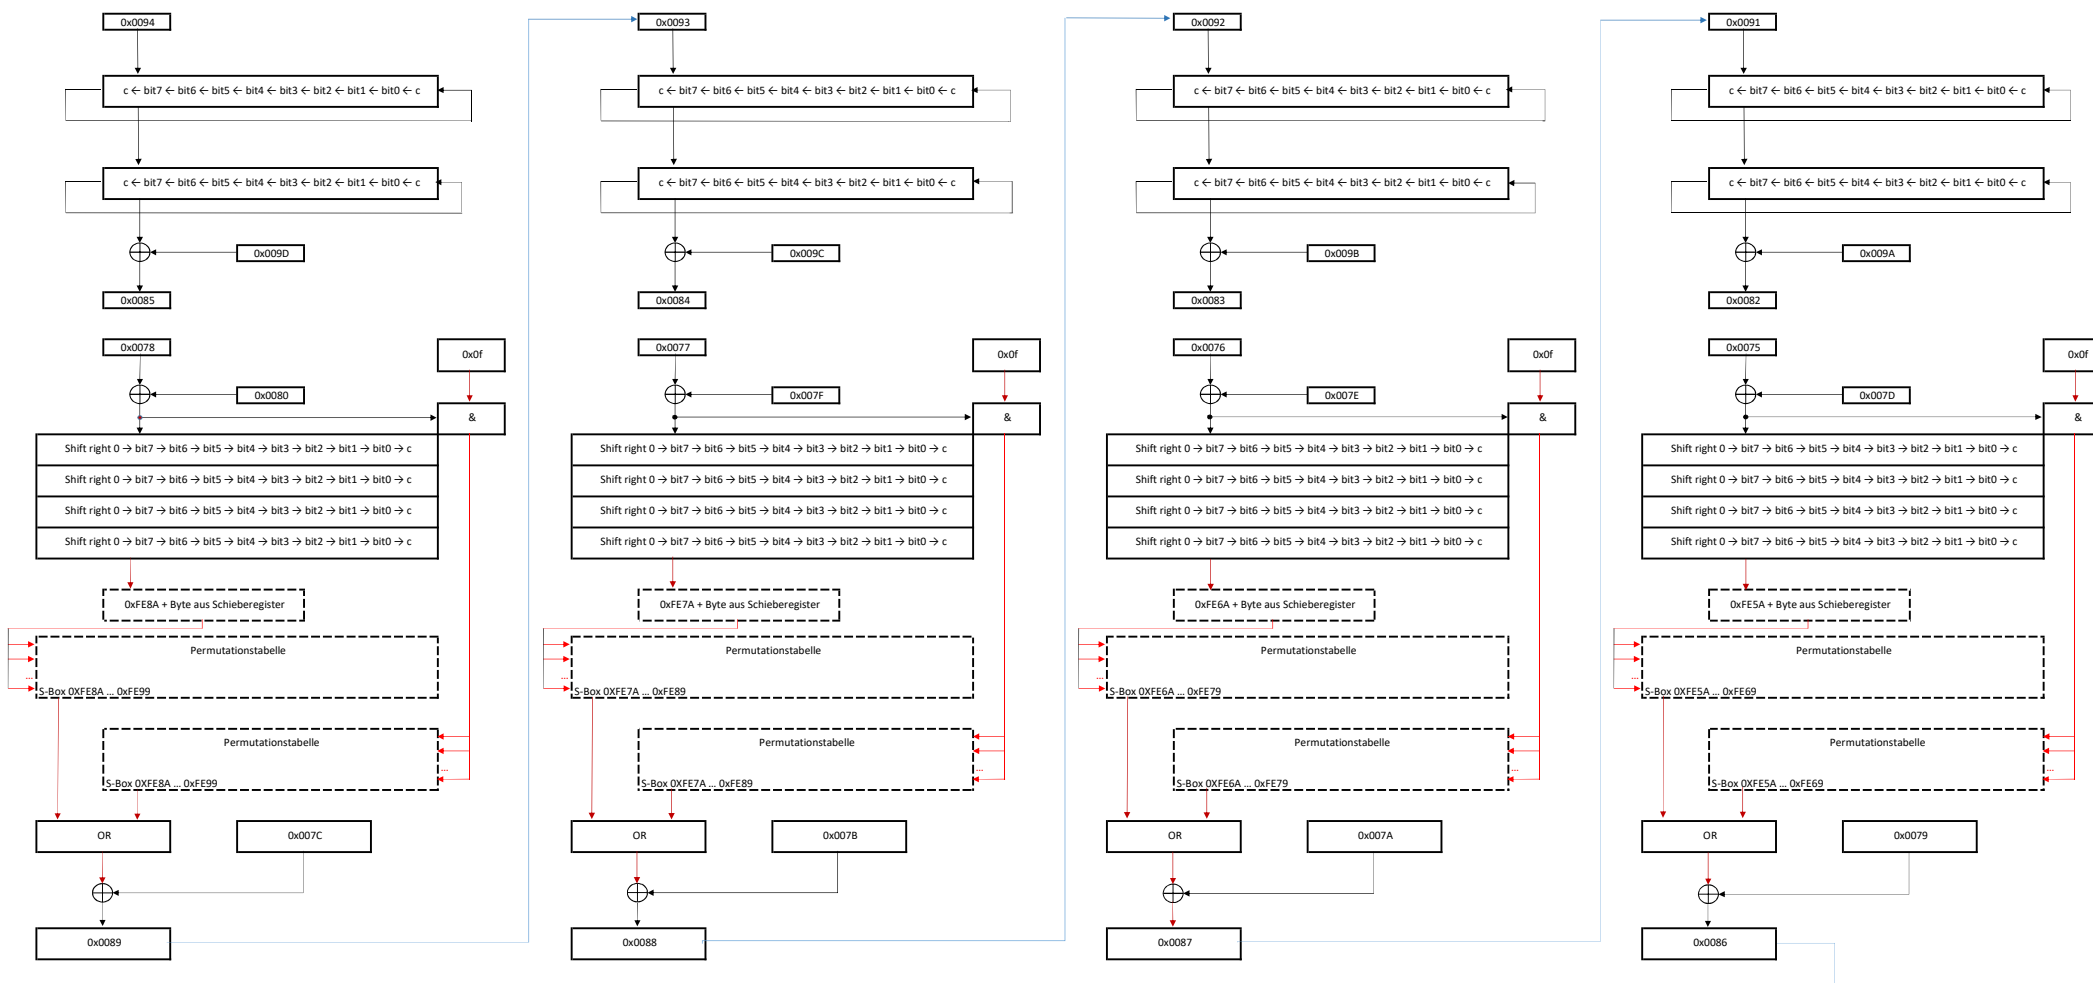 0x0094
c ← bit7 ← bit6 ← bit5 ← bit4 ← bit3 ← bit2 ← bit1 ← bit0 ← c
c ← bit7 ← bit6 ← bit5 ← bit4 ← bit3 ← bit2 ← bit1 ← bit0 ← c
0x009D
0x0085
0x0078
0x0f
0x0080
&
Shift right 0 → bit7 → bit6 → bit5 → bit4 → bit3 → bit2 → bit1 → bit0 → c
Shift right 0 → bit7 → bit6 → bit5 → bit4 → bit3 → bit2 → bit1 → bit0 → c
Shift right 0 → bit7 → bit6 → bit5 → bit4 → bit3 → bit2 → bit1 → bit0 → c
Shift right 0 → bit7 → bit6 → bit5 → bit4 → bit3 → bit2 → bit1 → bit0 → c
0xFE8A + Byte aus Schieberegister
Permutationstabelle
...
S-Box 0XFE8A ... 0xFE99
Permutationstabelle
...
S-Box 0XFE8A ... 0xFE99
OR
0x007C
0x0089
0x0093
c ← bit7 ← bit6 ← bit5 ← bit4 ← bit3 ← bit2 ← bit1 ← bit0 ← c
c ← bit7 ← bit6 ← bit5 ← bit4 ← bit3 ← bit2 ← bit1 ← bit0 ← c
0x009C
0x0084
0x0077
0x0f
0x007F
&
Shift right 0 → bit7 → bit6 → bit5 → bit4 → bit3 → bit2 → bit1 → bit0 → c
Shift right 0 → bit7 → bit6 → bit5 → bit4 → bit3 → bit2 → bit1 → bit0 → c
Shift right 0 → bit7 → bit6 → bit5 → bit4 → bit3 → bit2 → bit1 → bit0 → c
Shift right 0 → bit7 → bit6 → bit5 → bit4 → bit3 → bit2 → bit1 → bit0 → c
0xFE7A + Byte aus Schieberegister
Permutationstabelle
...
S-Box 0XFE7A ... 0xFE89
Permutationstabelle
...
S-Box 0XFE7A ... 0xFE89
OR
0x007B
0x0088
0x0092
c ← bit7 ← bit6 ← bit5 ← bit4 ← bit3 ← bit2 ← bit1 ← bit0 ← c
c ← bit7 ← bit6 ← bit5 ← bit4 ← bit3 ← bit2 ← bit1 ← bit0 ← c
0x009B
0x0083
0x0076
0x0f
0x007E
&
Shift right 0 → bit7 → bit6 → bit5 → bit4 → bit3 → bit2 → bit1 → bit0 → c
Shift right 0 → bit7 → bit6 → bit5 → bit4 → bit3 → bit2 → bit1 → bit0 → c
Shift right 0 → bit7 → bit6 → bit5 → bit4 → bit3 → bit2 → bit1 → bit0 → c
Shift right 0 → bit7 → bit6 → bit5 → bit4 → bit3 → bit2 → bit1 → bit0 → c
0xFE6A + Byte aus Schieberegister
Permutationstabelle
...
S-Box 0XFE6A ... 0xFE79
Permutationstabelle
...
S-Box 0XFE6A ... 0xFE79
OR
0x007A
0x0087
0x0091
c ← bit7 ← bit6 ← bit5 ← bit4 ← bit3 ← bit2 ← bit1 ← bit0 ← c
c ← bit7 ← bit6 ← bit5 ← bit4 ← bit3 ← bit2 ← bit1 ← bit0 ← c
0x009A
0x0082
0x0075
0x0f
0x007D
&
Shift right 0 → bit7 → bit6 → bit5 → bit4 → bit3 → bit2 → bit1 → bit0 → c
Shift right 0 → bit7 → bit6 → bit5 → bit4 → bit3 → bit2 → bit1 → bit0 → c
Shift right 0 → bit7 → bit6 → bit5 → bit4 → bit3 → bit2 → bit1 → bit0 → c
Shift right 0 → bit7 → bit6 → bit5 → bit4 → bit3 → bit2 → bit1 → bit0 → c
0xFE5A + Byte aus Schieberegister
Permutationstabelle
...
S-Box 0XFE5A ... 0xFE69
Permutationstabelle
...
S-Box 0XFE5A ... 0xFE69
OR
0x0079
0x0086